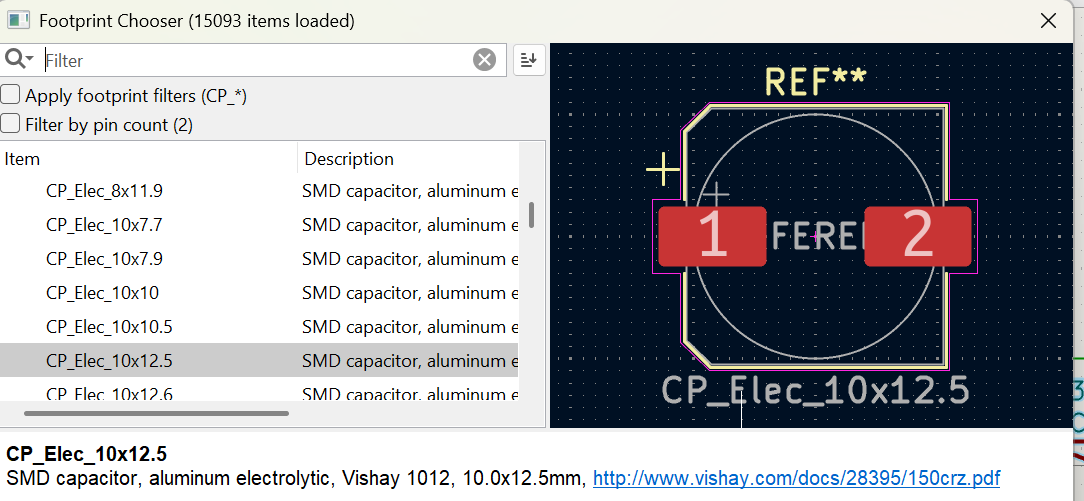 Footprint Chooser (15093 items loaded)
Filter
Apply footprint filters (CP_*)
Filter by pin count (2)
Item Description
CP_Elec_8x11.9 SMD capacitor, aluminum e
CP_Elec_10x7.7 SMD capacitor, aluminum e
CP_Elec_10x7.9 SMD capacitor, aluminum e
CP_Elec_10x10 SMD capacitor, aluminum e
CP_Elec_10x10.5 SMD capacitor, aluminum e
CP_Elec_10x12.5 SMD capacitor, aluminum e
CP_Elec_10x12.6 SMD capacitor, aluminum e
REF**
+
+
1 FERE 2
CP_Elec_10x12.5
CP_Elec_10x12.5
SMD capacitor, aluminum electrolytic, Vishay 1012, 10.0x12.5mm, http://www.vishay.com/docs/28395/150crz.pdf